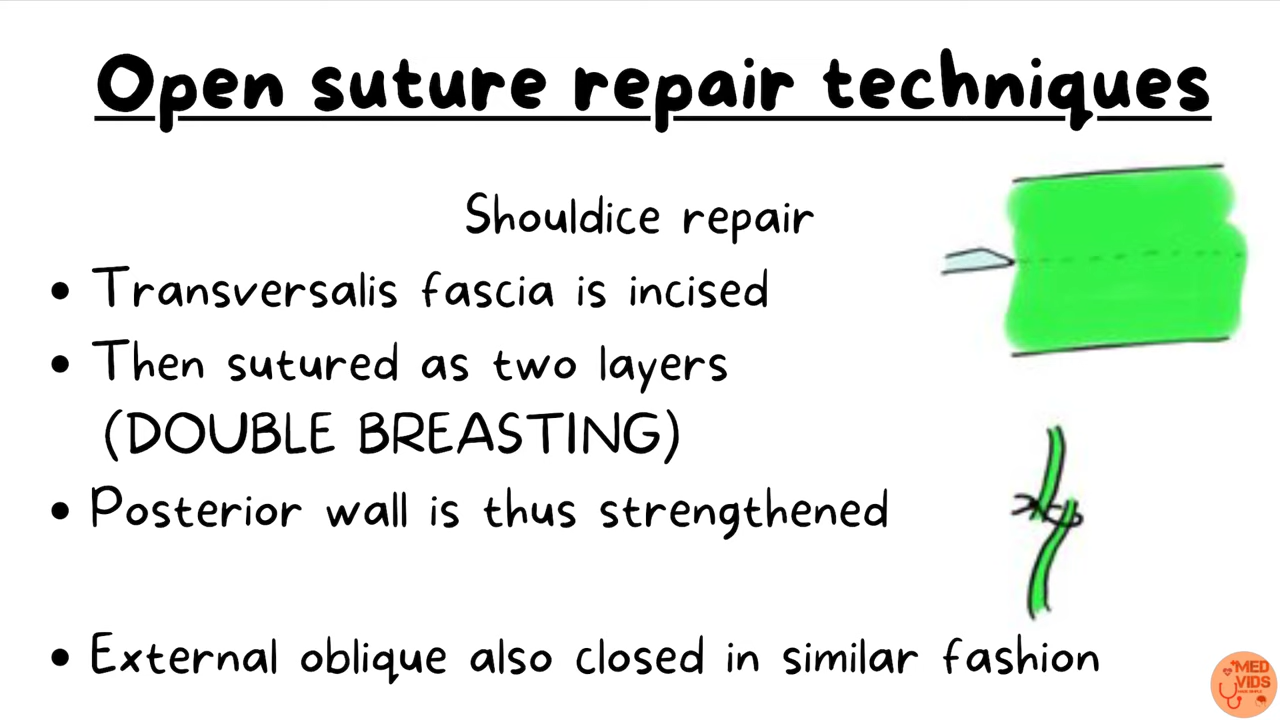 Open suture repair techniques
Shouldice repair
• Transversalis fascia is incised
• Then sutured as two layers
(DOUBLE BREASTING)
• Posterior wall is thus strengthened
• External oblique also closed in similar fashion
MED
VIDS